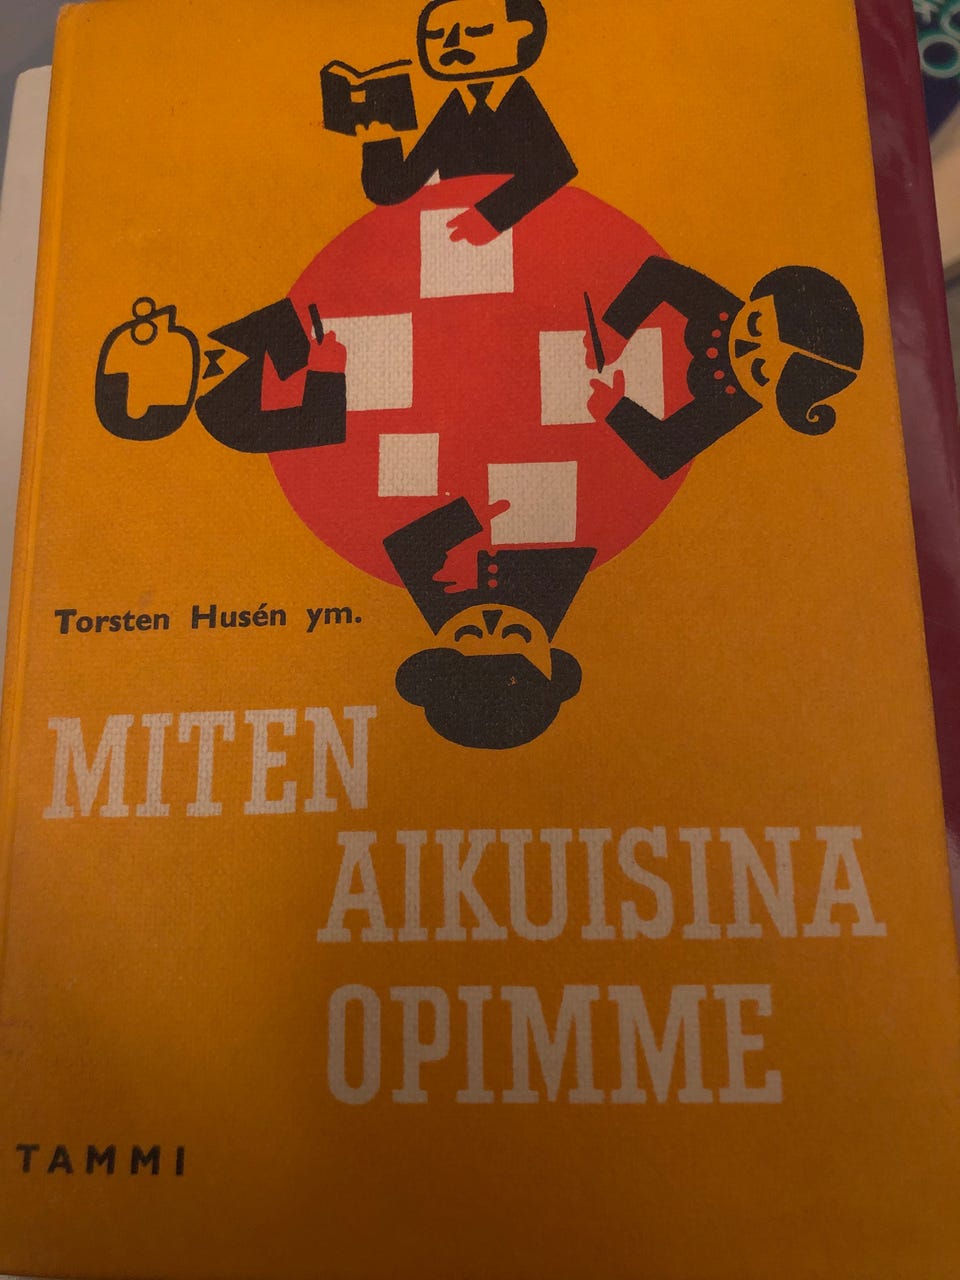 Torsten Husén ym.
MITEN
AIKUISINA
OPIMME
TAMMI